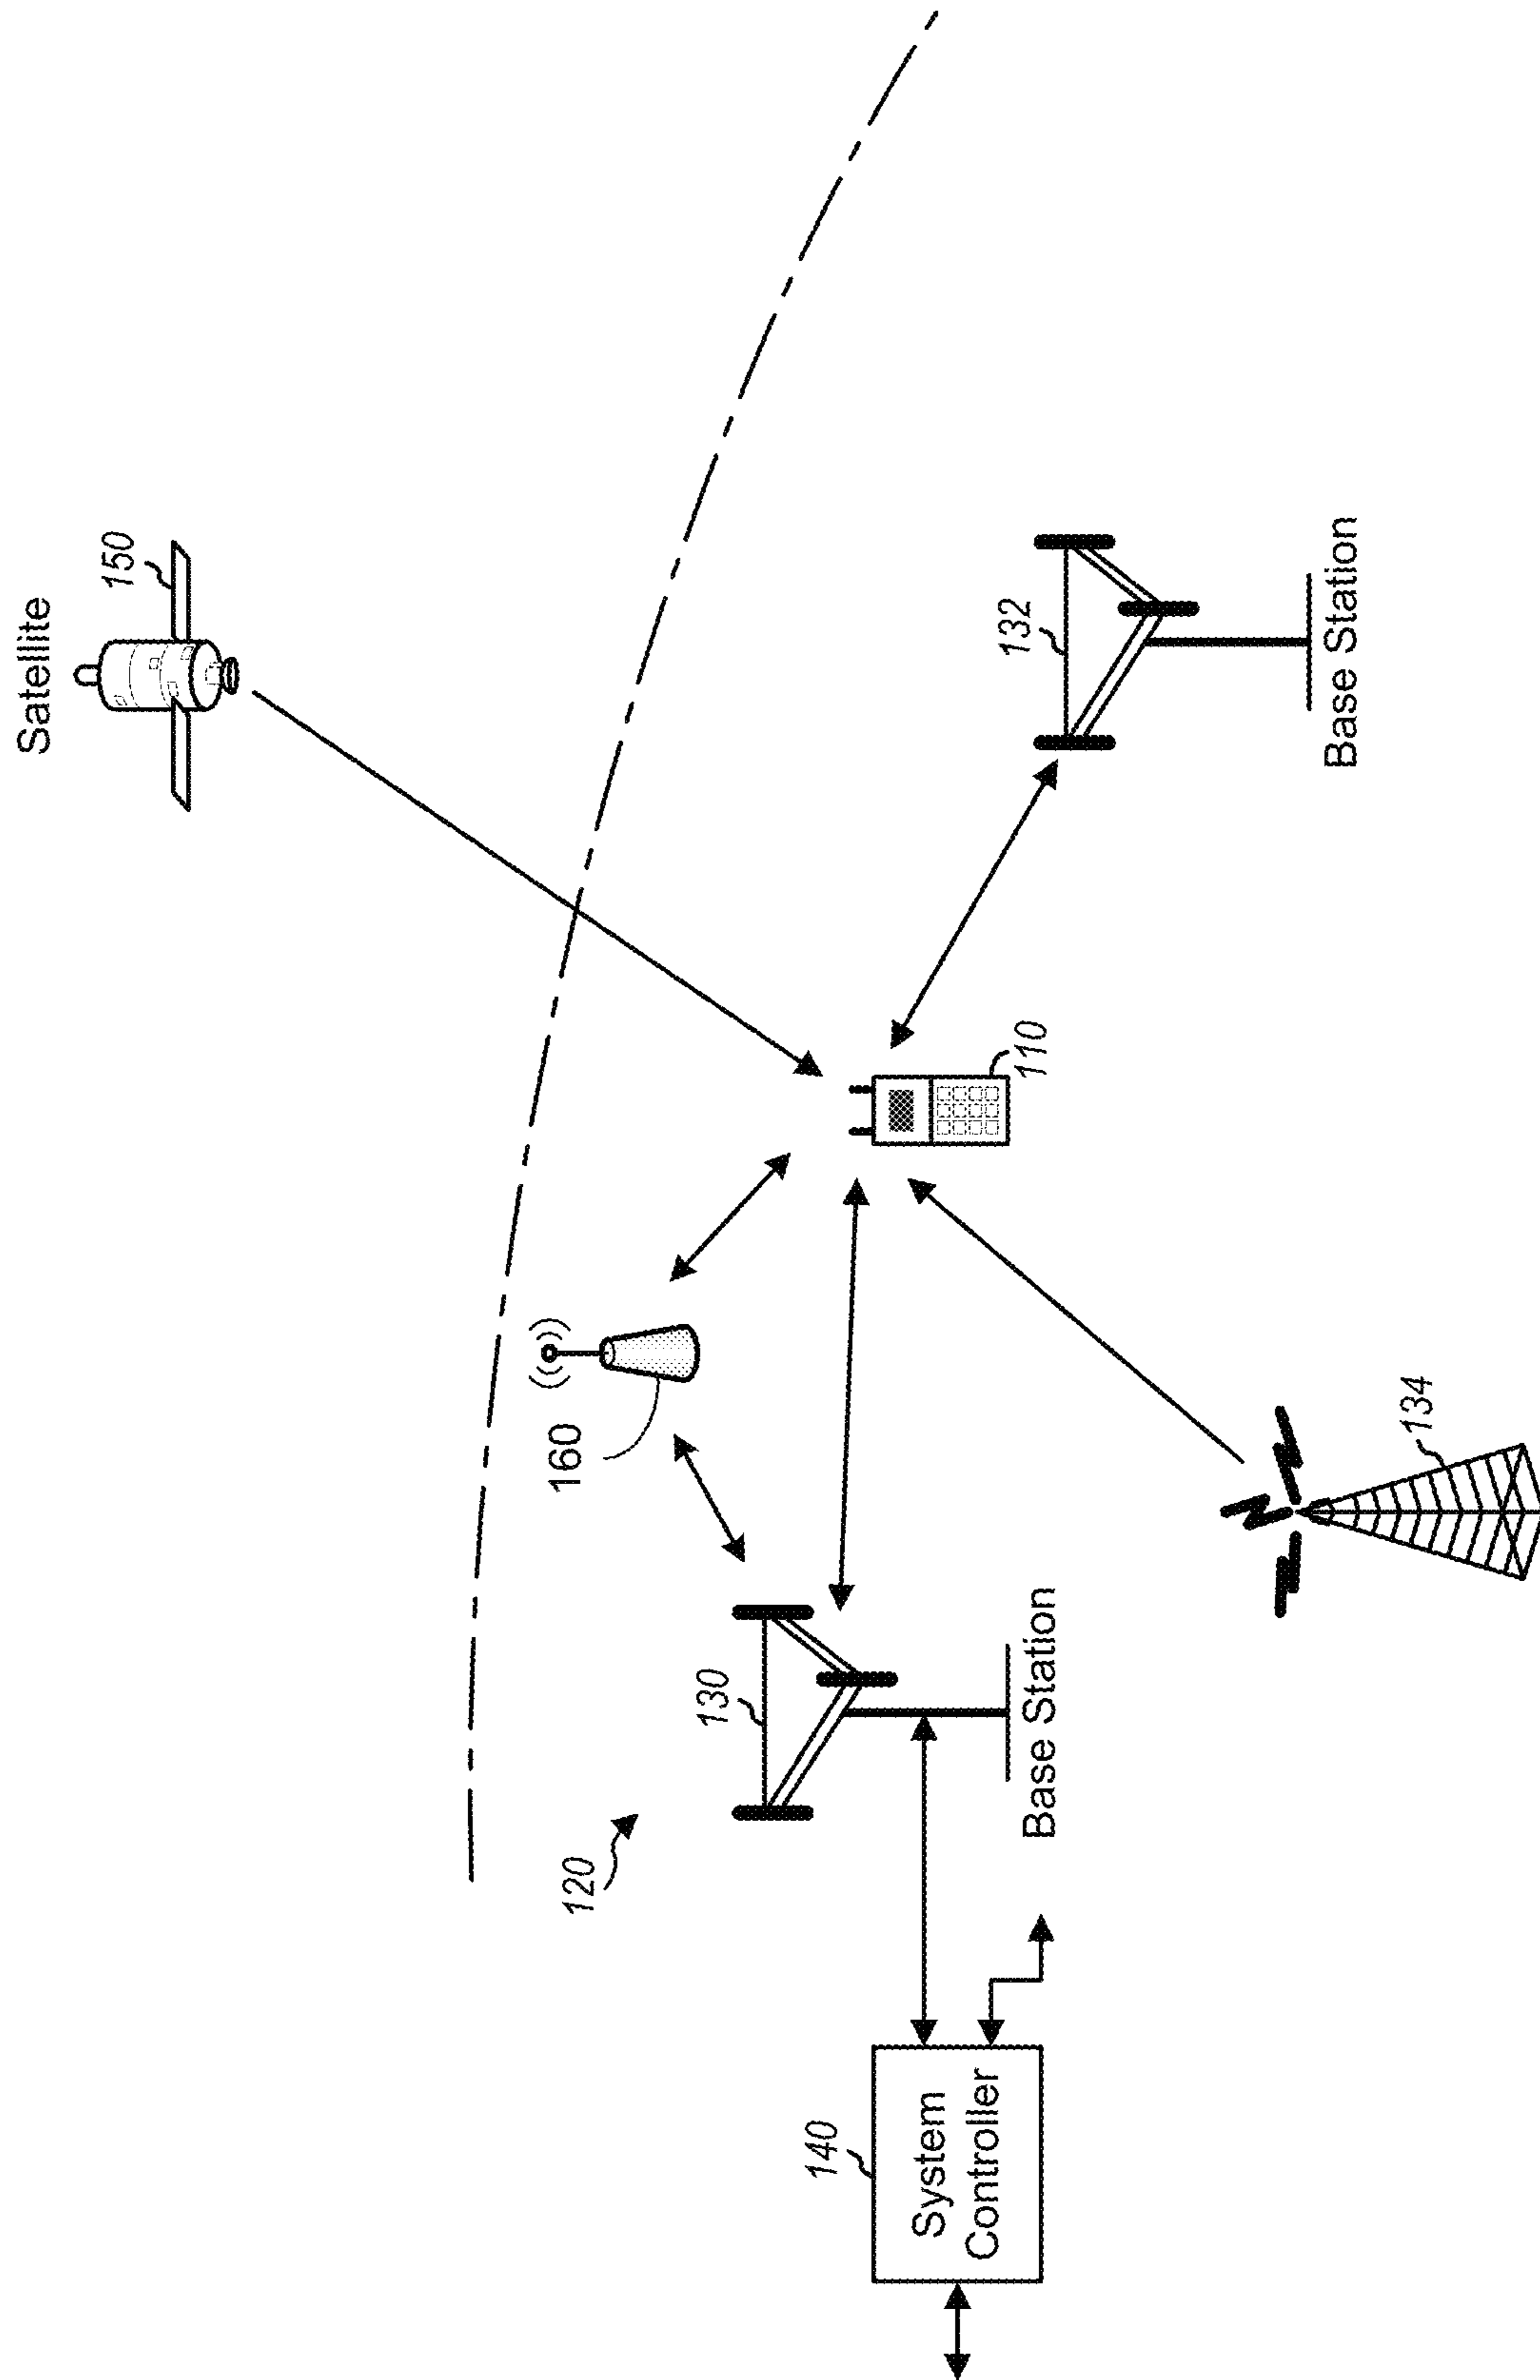 Satellite
150
160
120
130
132
110
140
System
Controller
Base Station
Base Station
134